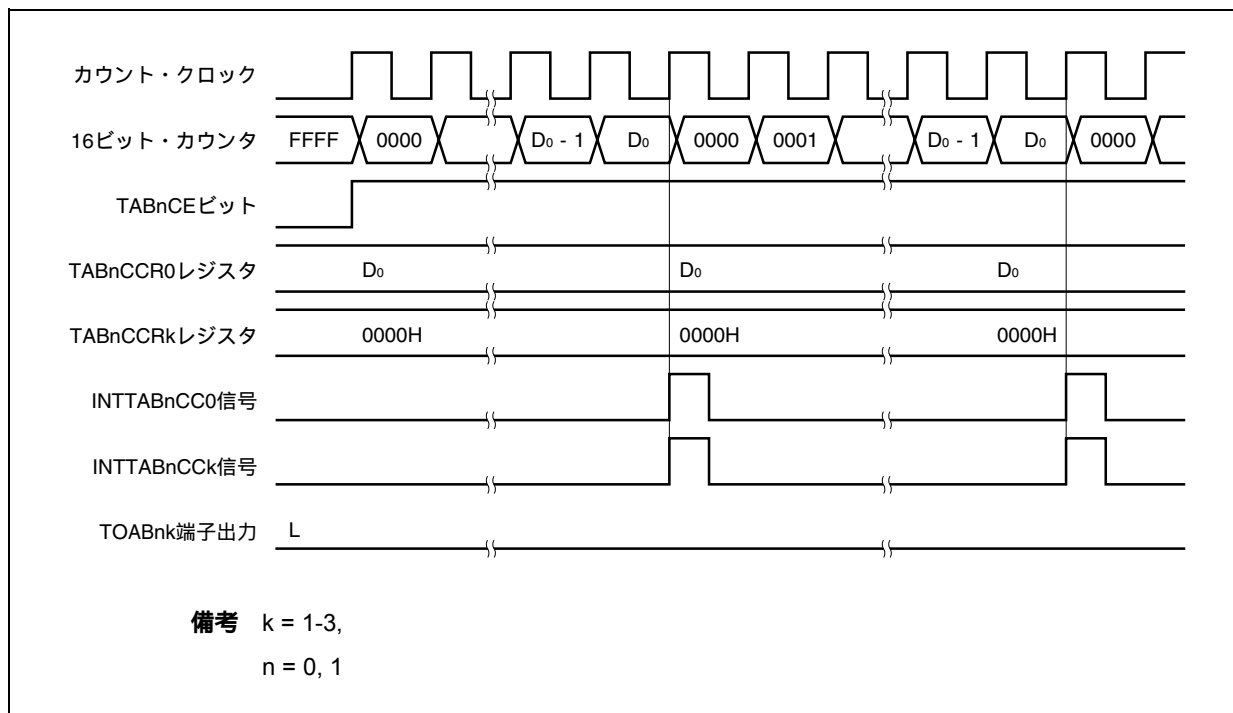 カウント・クロック
16ビット・カウンタ FFFF 0000 D0 - 1 D0 0000 0001 D0 - 1 D0 0000
TABnCEビット
TABnCCR0レジスタ D0 D0 D0
TABnCCRkレジスタ 0000H 0000H 0000H
INTTABnCC0信号
INTTABnCCk信号
TOABnk端子出力 L
備考 k = 1-3,
n = 0, 1